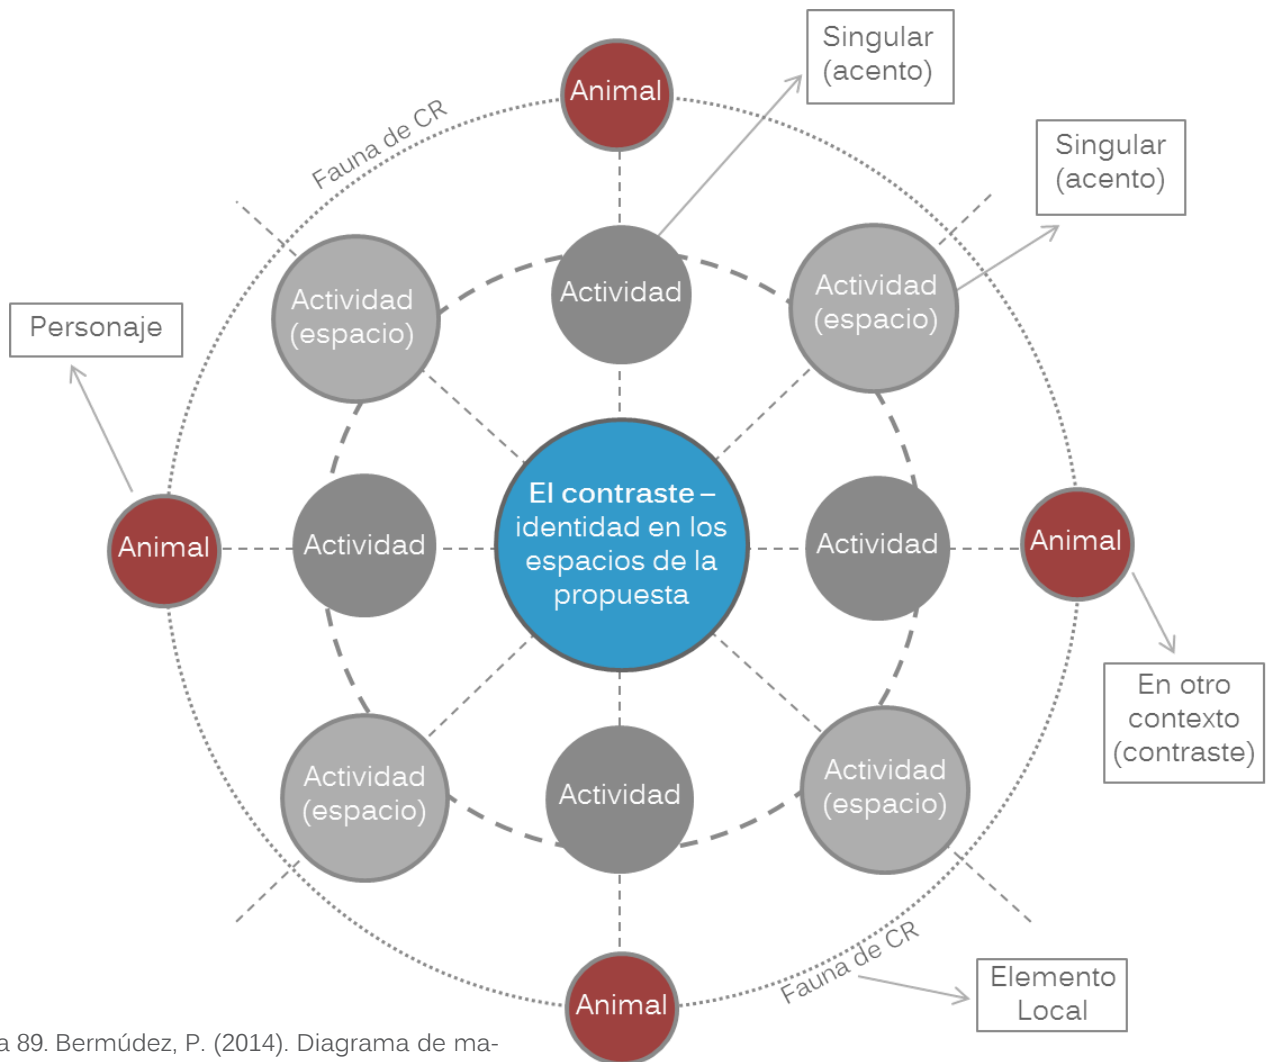 Singular
(acento)
Animal
Fauna de CR
Singular
(acento)
Actividad
(espacio)
Actividad
Actividad
(espacio)
Personaje
El contraste –
identidad en los
espacios de la
propuesta
Animal
Actividad
Actividad
Animal
En otro
contexto
(contraste)
Actividad
(espacio)
Actividad
Actividad
(espacio)
Fauna de CR
Elemento
Local
Animal
a 89. Bermúdez, P. (2014). Diagrama de ma-